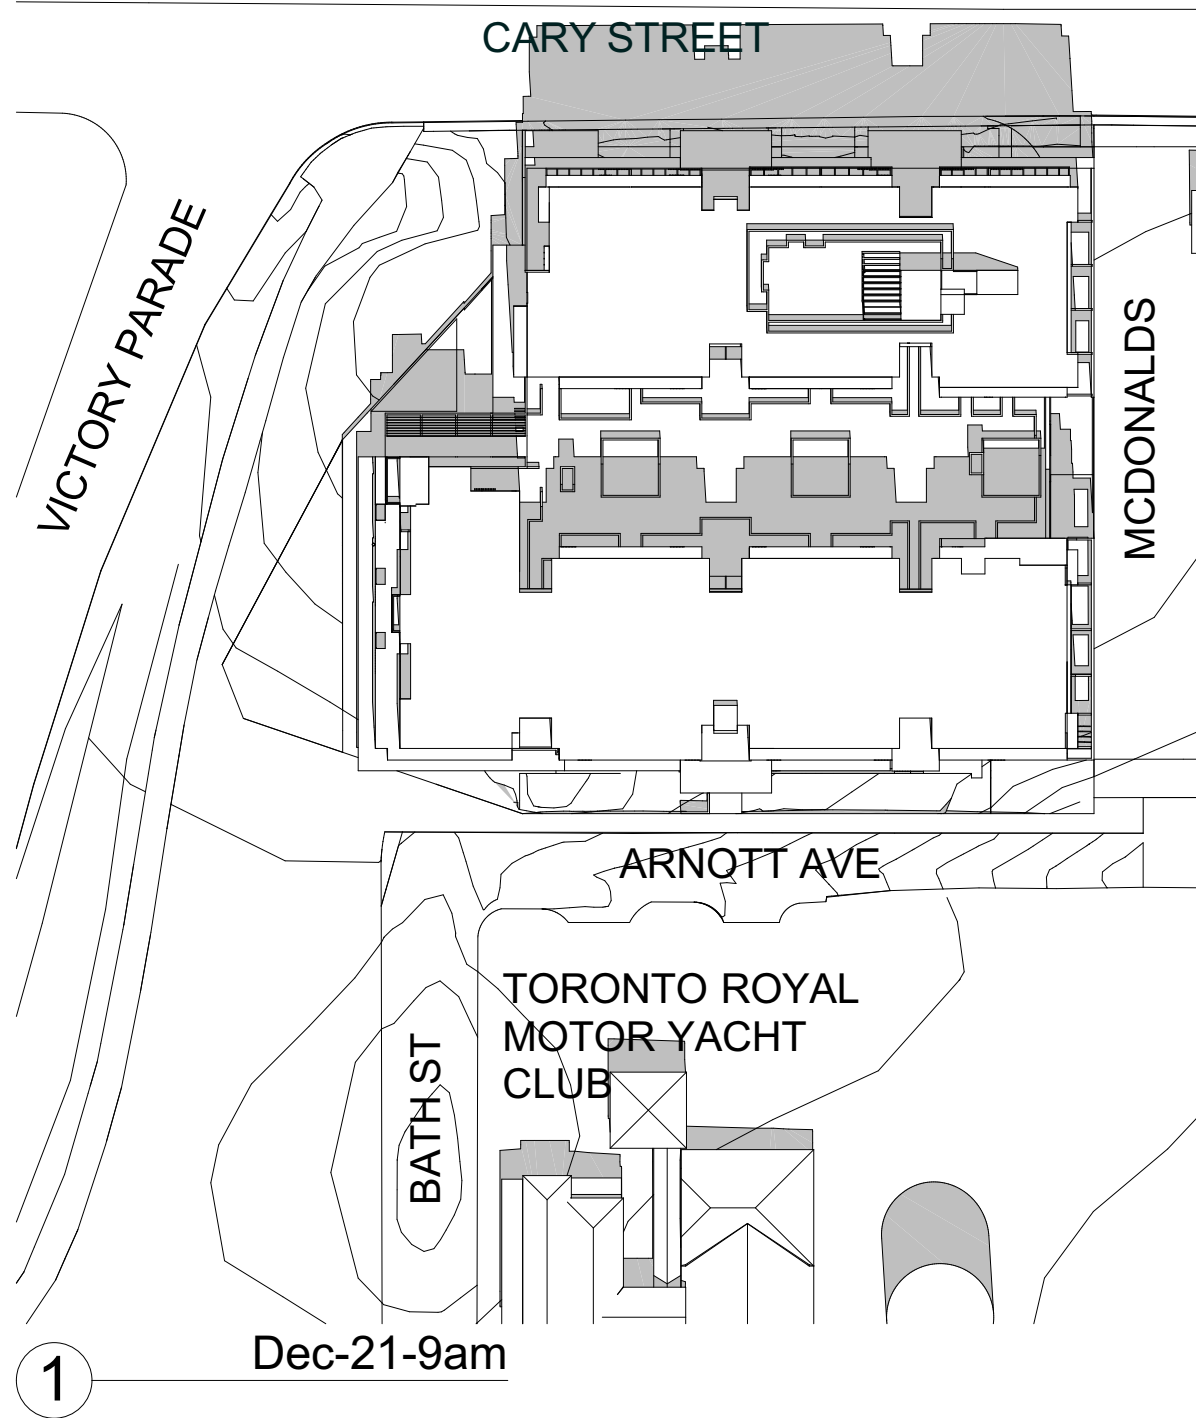 CARY STREET
VICTORY PARADE
MCDONALDS
ARNOTT AVE
TORONTO ROYAL
MOTOR YACHT
CLUB
BATH ST
1
Dec-21-9am